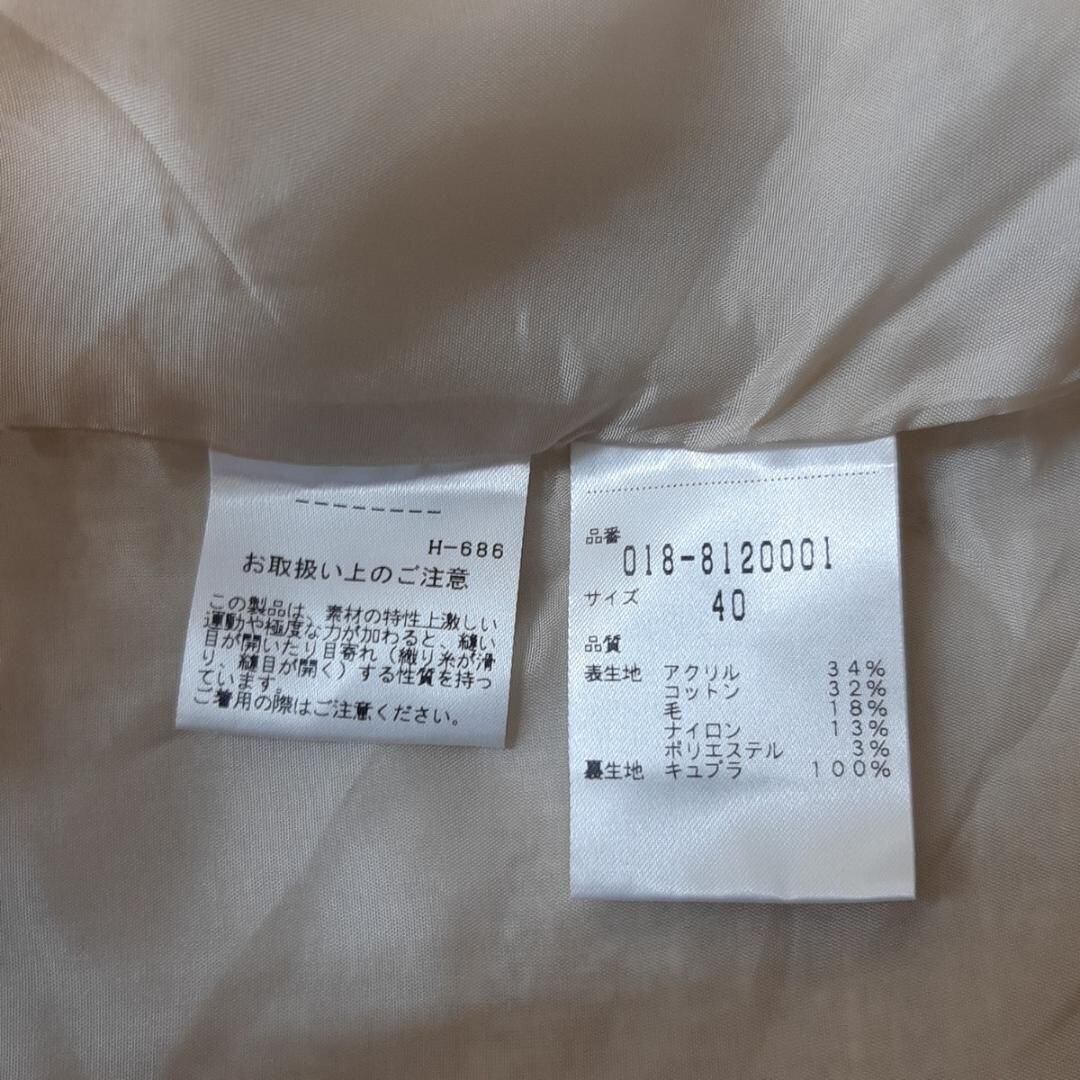 --------
H-686
お取扱い上のご注意
この製品は、素材の特性上激しい
運動や極度な力が加わると、縫い
目が開いたり目寄れ（織り糸が滑
り、縫目が開く）する性質を持っ
ています。
ご着用の際はご注意ください。
品番
018-8120001
サイズ 40
品質
表生地 アクリル 34%
コットン 32%
毛 18%
ナイロン 13%
ポリエステル 3%
裏生地 キュプラ 100%